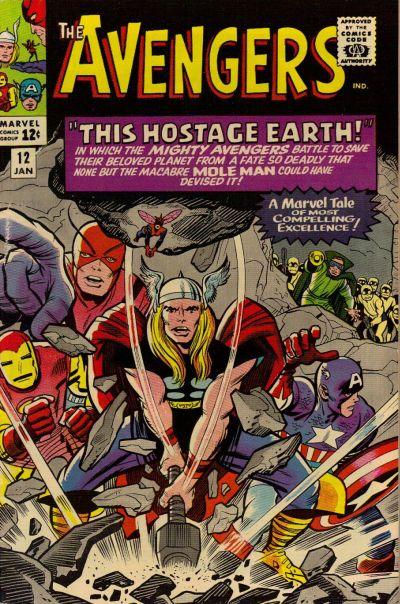 THE AVENGERS
IND.
APPROVED
BY THE
COMICS
CODE
AUTHORITY
MARVEL
COMICS
GROUP
12¢
12
JAN
"THIS HOSTAGE EARTH!"
IN WHICH THE MIGHTY AVENGERS BATTLE TO SAVE
THEIR BELOVED PLANET FROM A FATE SO DEADLY THAT
NONE BUT THE MACABRE MOLE MAN COULD HAVE
DEVISED IT!
A MARVEL TALE
OF MOST
COMPELLING
EXCELLENCE!
A
A